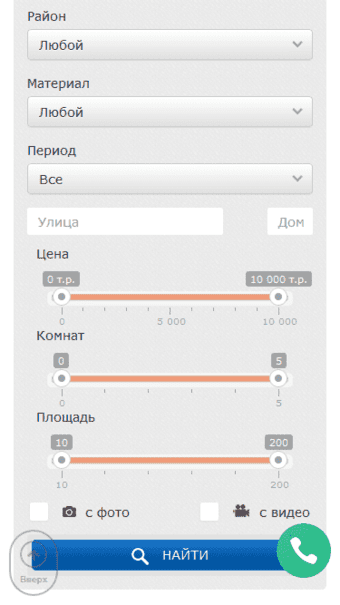 Район
Любой
Материал
Любой
Период
Все
Улица Дом
Цена
0 т.р. 10 000 т.р.
0 5 000 10 000
Комнат
0 5
0 5
Площадь
10 200
10 200
с фото с видео
НАЙТИ
Вверх